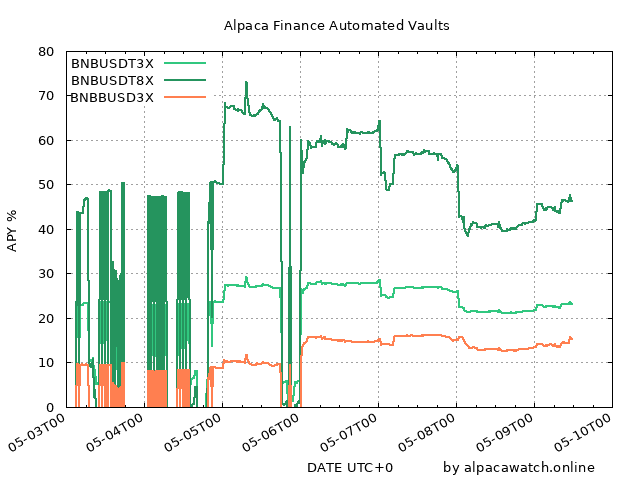 Alpaca Finance Automated Vaults
APY %
80
70
60
50
40
30
20
10
0
BNBUSDT3X
BNBUSDT8X
BNBBUSD3X
05-03T00
05-04T00
05-05T00
05-06T00
05-07T00
05-08T00
05-09T00
05-10T00
DATE UTC+0
by alpacawatch.online